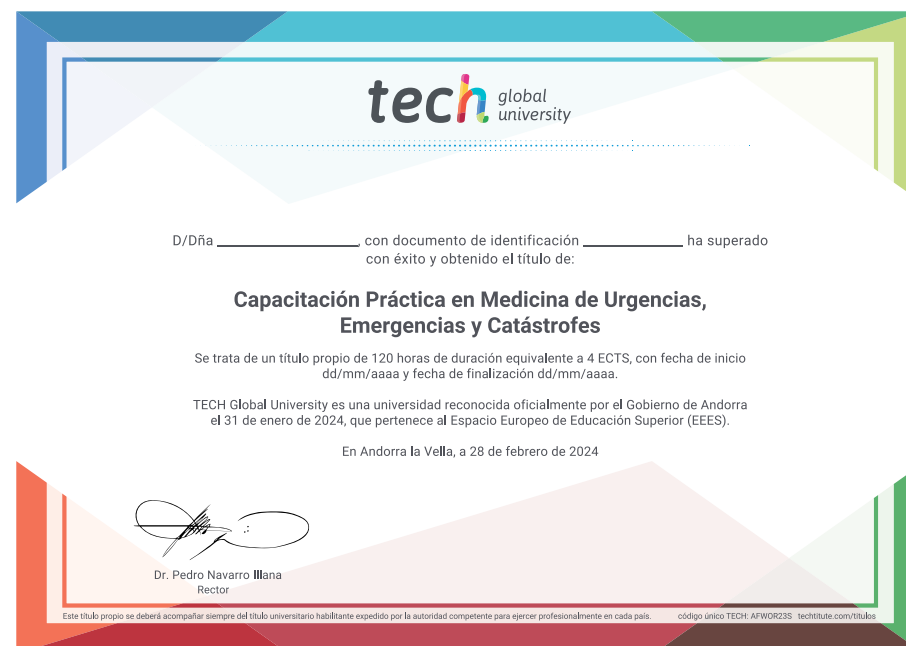 tech global university
D/Dña ____________________, con documento de identificación ______________ ha superado
con éxito y obtenido el título de:
Capacitación Práctica en Medicina de Urgencias,
Emergencias y Catástrofes
Se trata de un título propio de 120 horas de duración equivalente a 4 ECTS, con fecha de inicio
dd/mm/aaaa y fecha de finalización dd/mm/aaaa.
TECH Global University es una universidad reconocida oficialmente por el Gobierno de Andorra
el 31 de enero de 2024, que pertenece al Espacio Europeo de Educación Superior (EEES).
En Andorra la Vella, a 28 de febrero de 2024
Dr. Pedro Navarro Illana
Rector
Este título propio se deberá acompañar siempre del título universitario habilitante expedido por la autoridad competente para ejercer profesionalmente en cada país. código único TECH: AFWOR23S techtitute.com/titulos